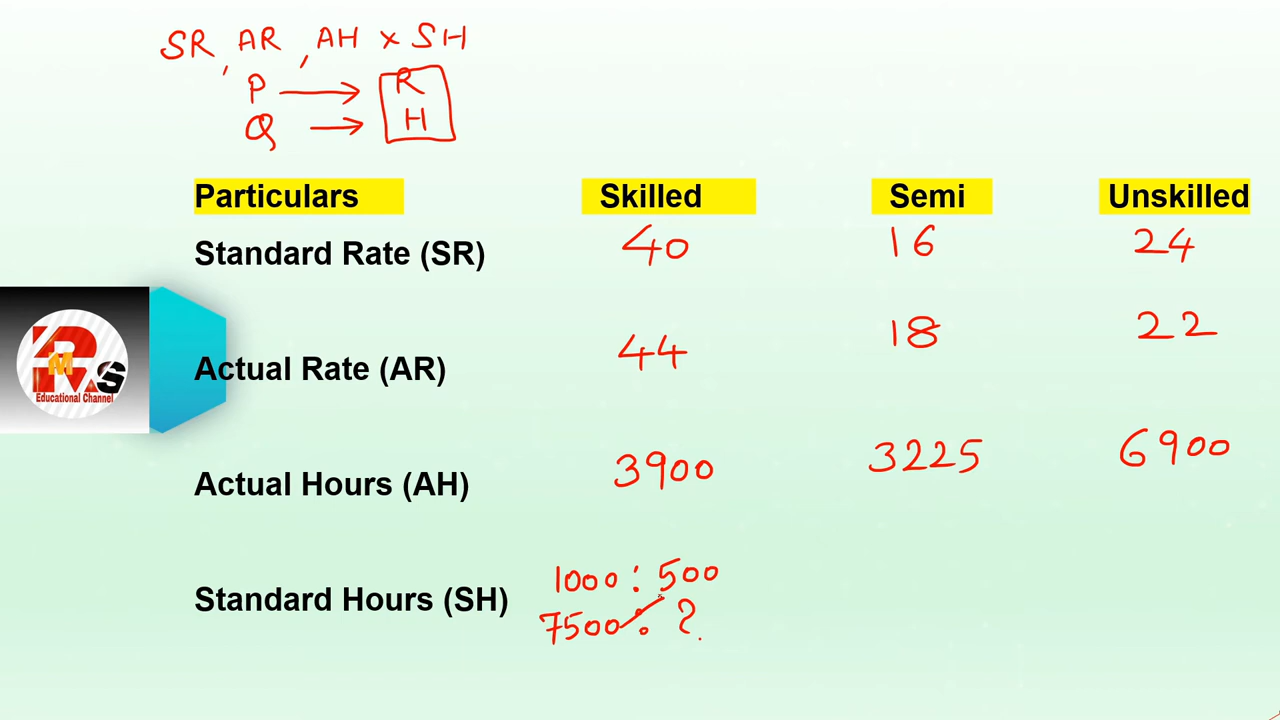 SR, AR, AH × SH
P → R
Q → H
Particulars Skilled Semi Unskilled
Standard Rate (SR) 40 16 24
Actual Rate (AR) 44 18 22
Actual Hours (AH) 3900 3225 6900
Standard Hours (SH) 1000 : 500
7500 : ?
RMS
Educational Channel